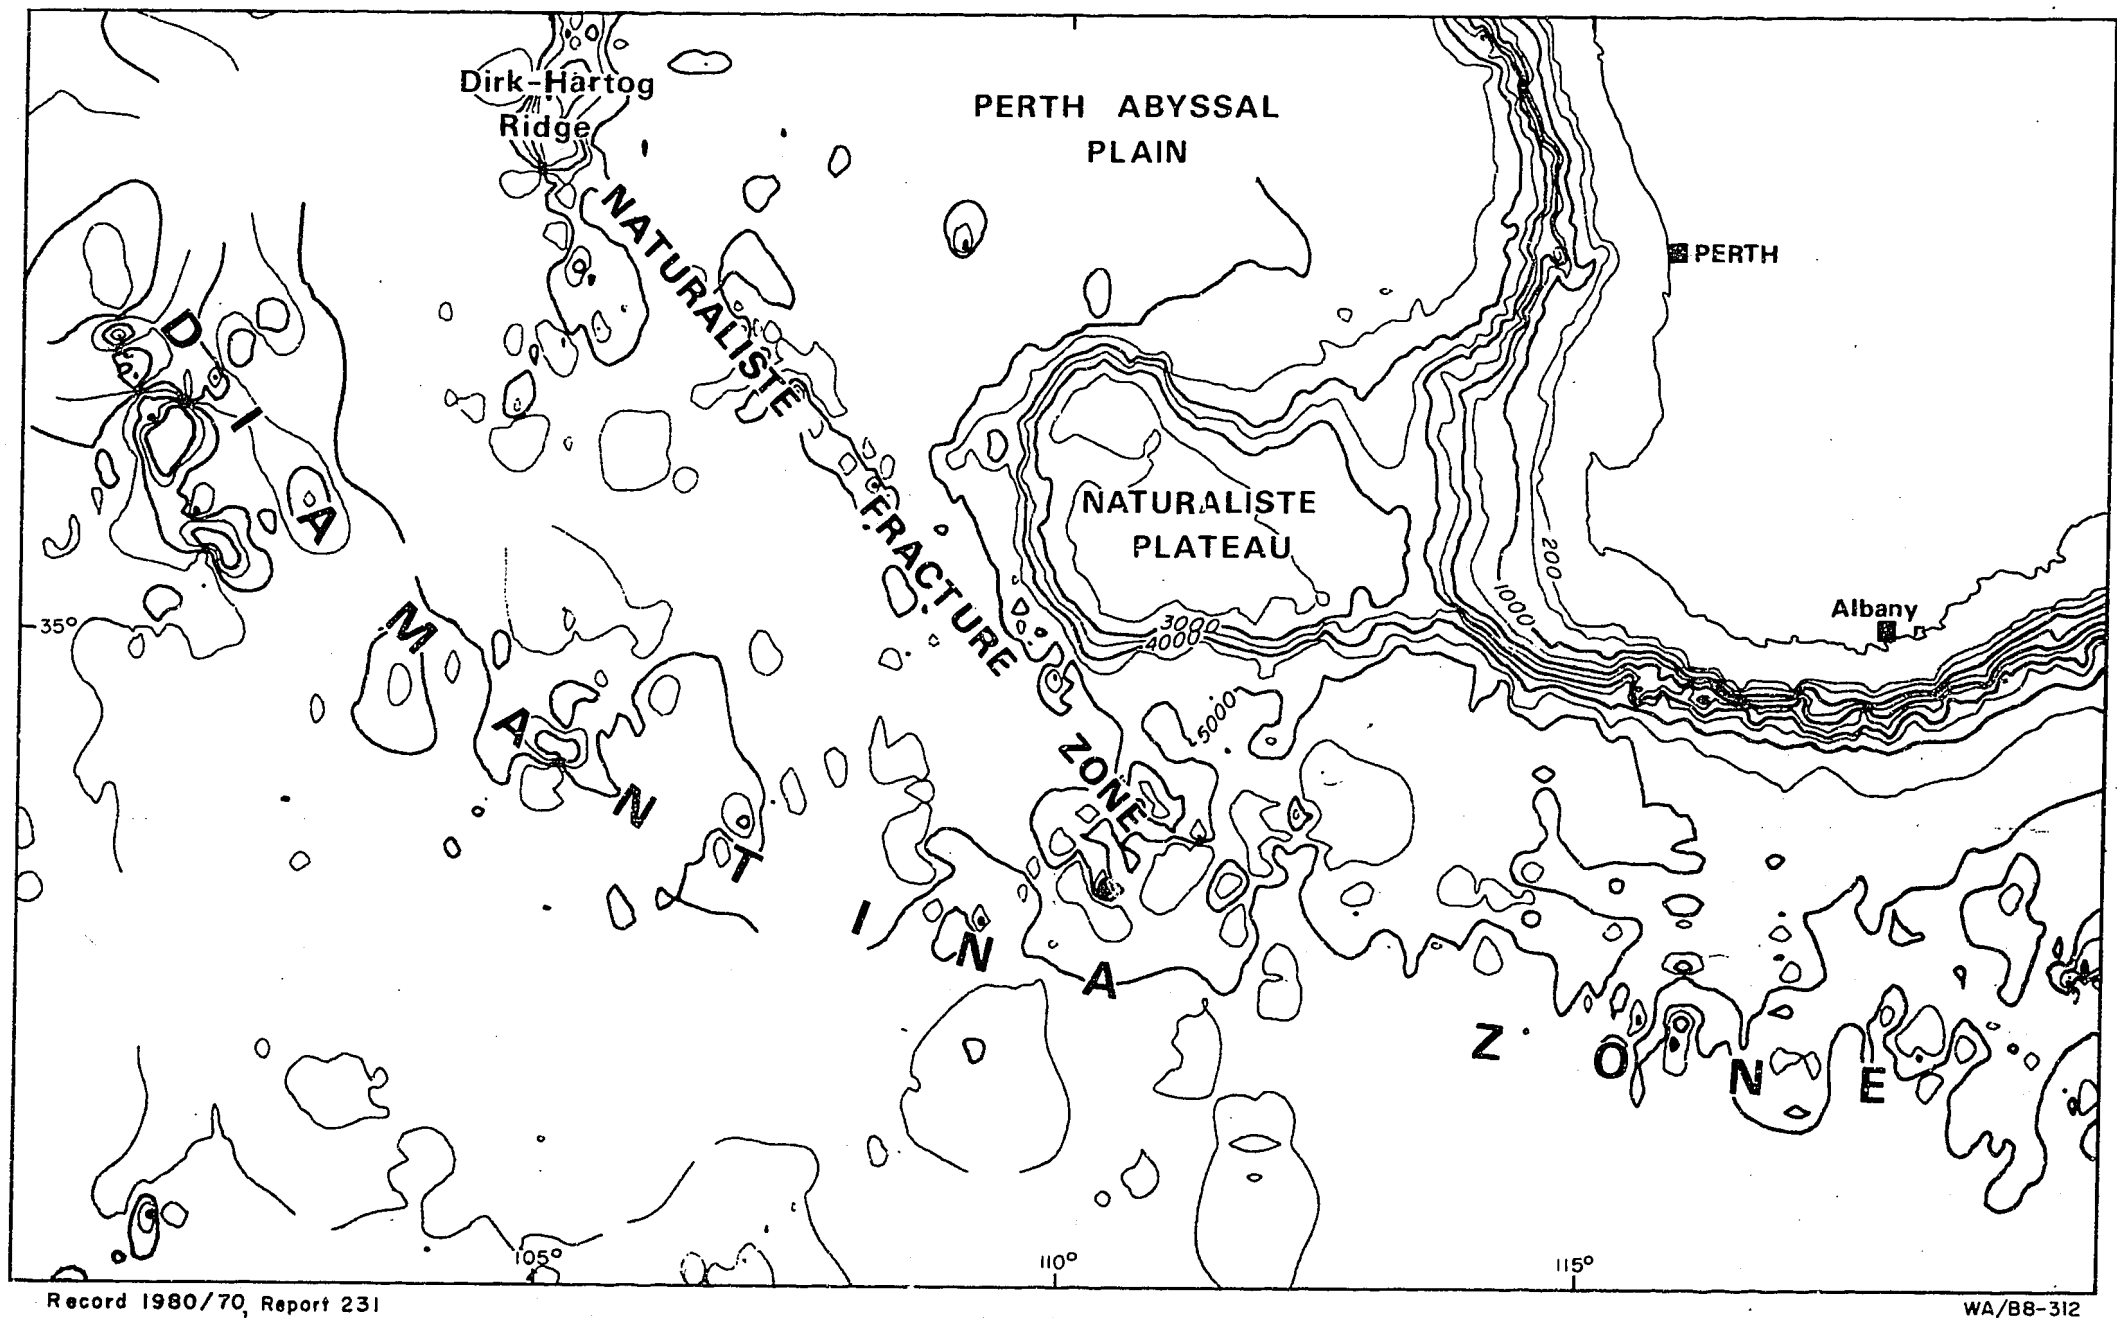 Dirk-Hartog
Ridge
PERTH ABYSSAL
PLAIN
NATURALISTE FRACTURE ZONE
PERTH
DIAMANTINA ZONE
NATURALISTE
PLATEAU
200
1000
Albany
35°
3000
4000
5000
105°
110°
115°
Record 1980/70, Report 231
WA/B8-312